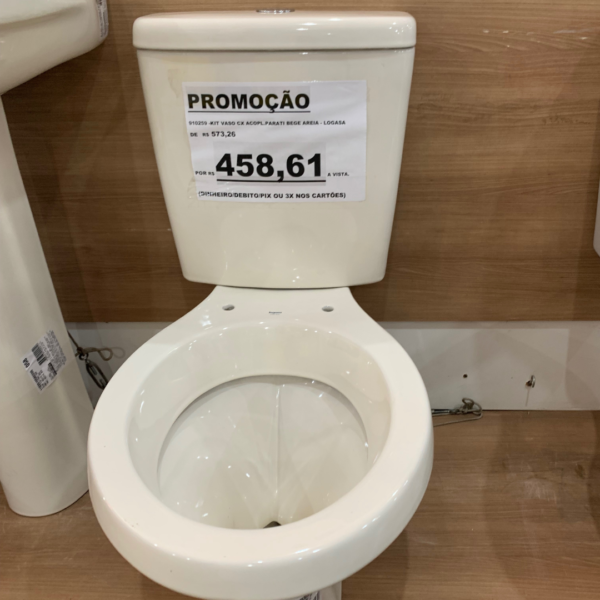 PROMOÇÃO
010259 -KIT VASO CX ACOPL.PARATI BEGE AREIA - LOGASA
DE R$ 573,26
POR R$ 458,61 A VISTA.
(DINHEIRO/DEBITO/PIX OU 3X NOS CARTÕES)